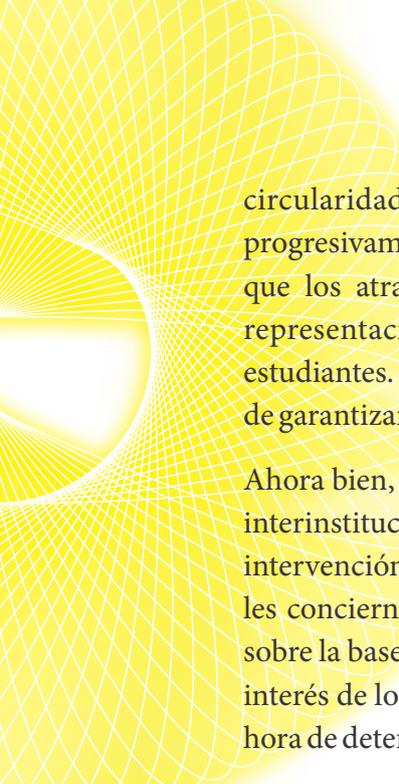 circularidad
progresivam
que los atra
representaci
estudiantes.
de garantizar
Ahora bien,
interinstituc
intervención
les conciern
sobre la base
interés de lo
hora de deter